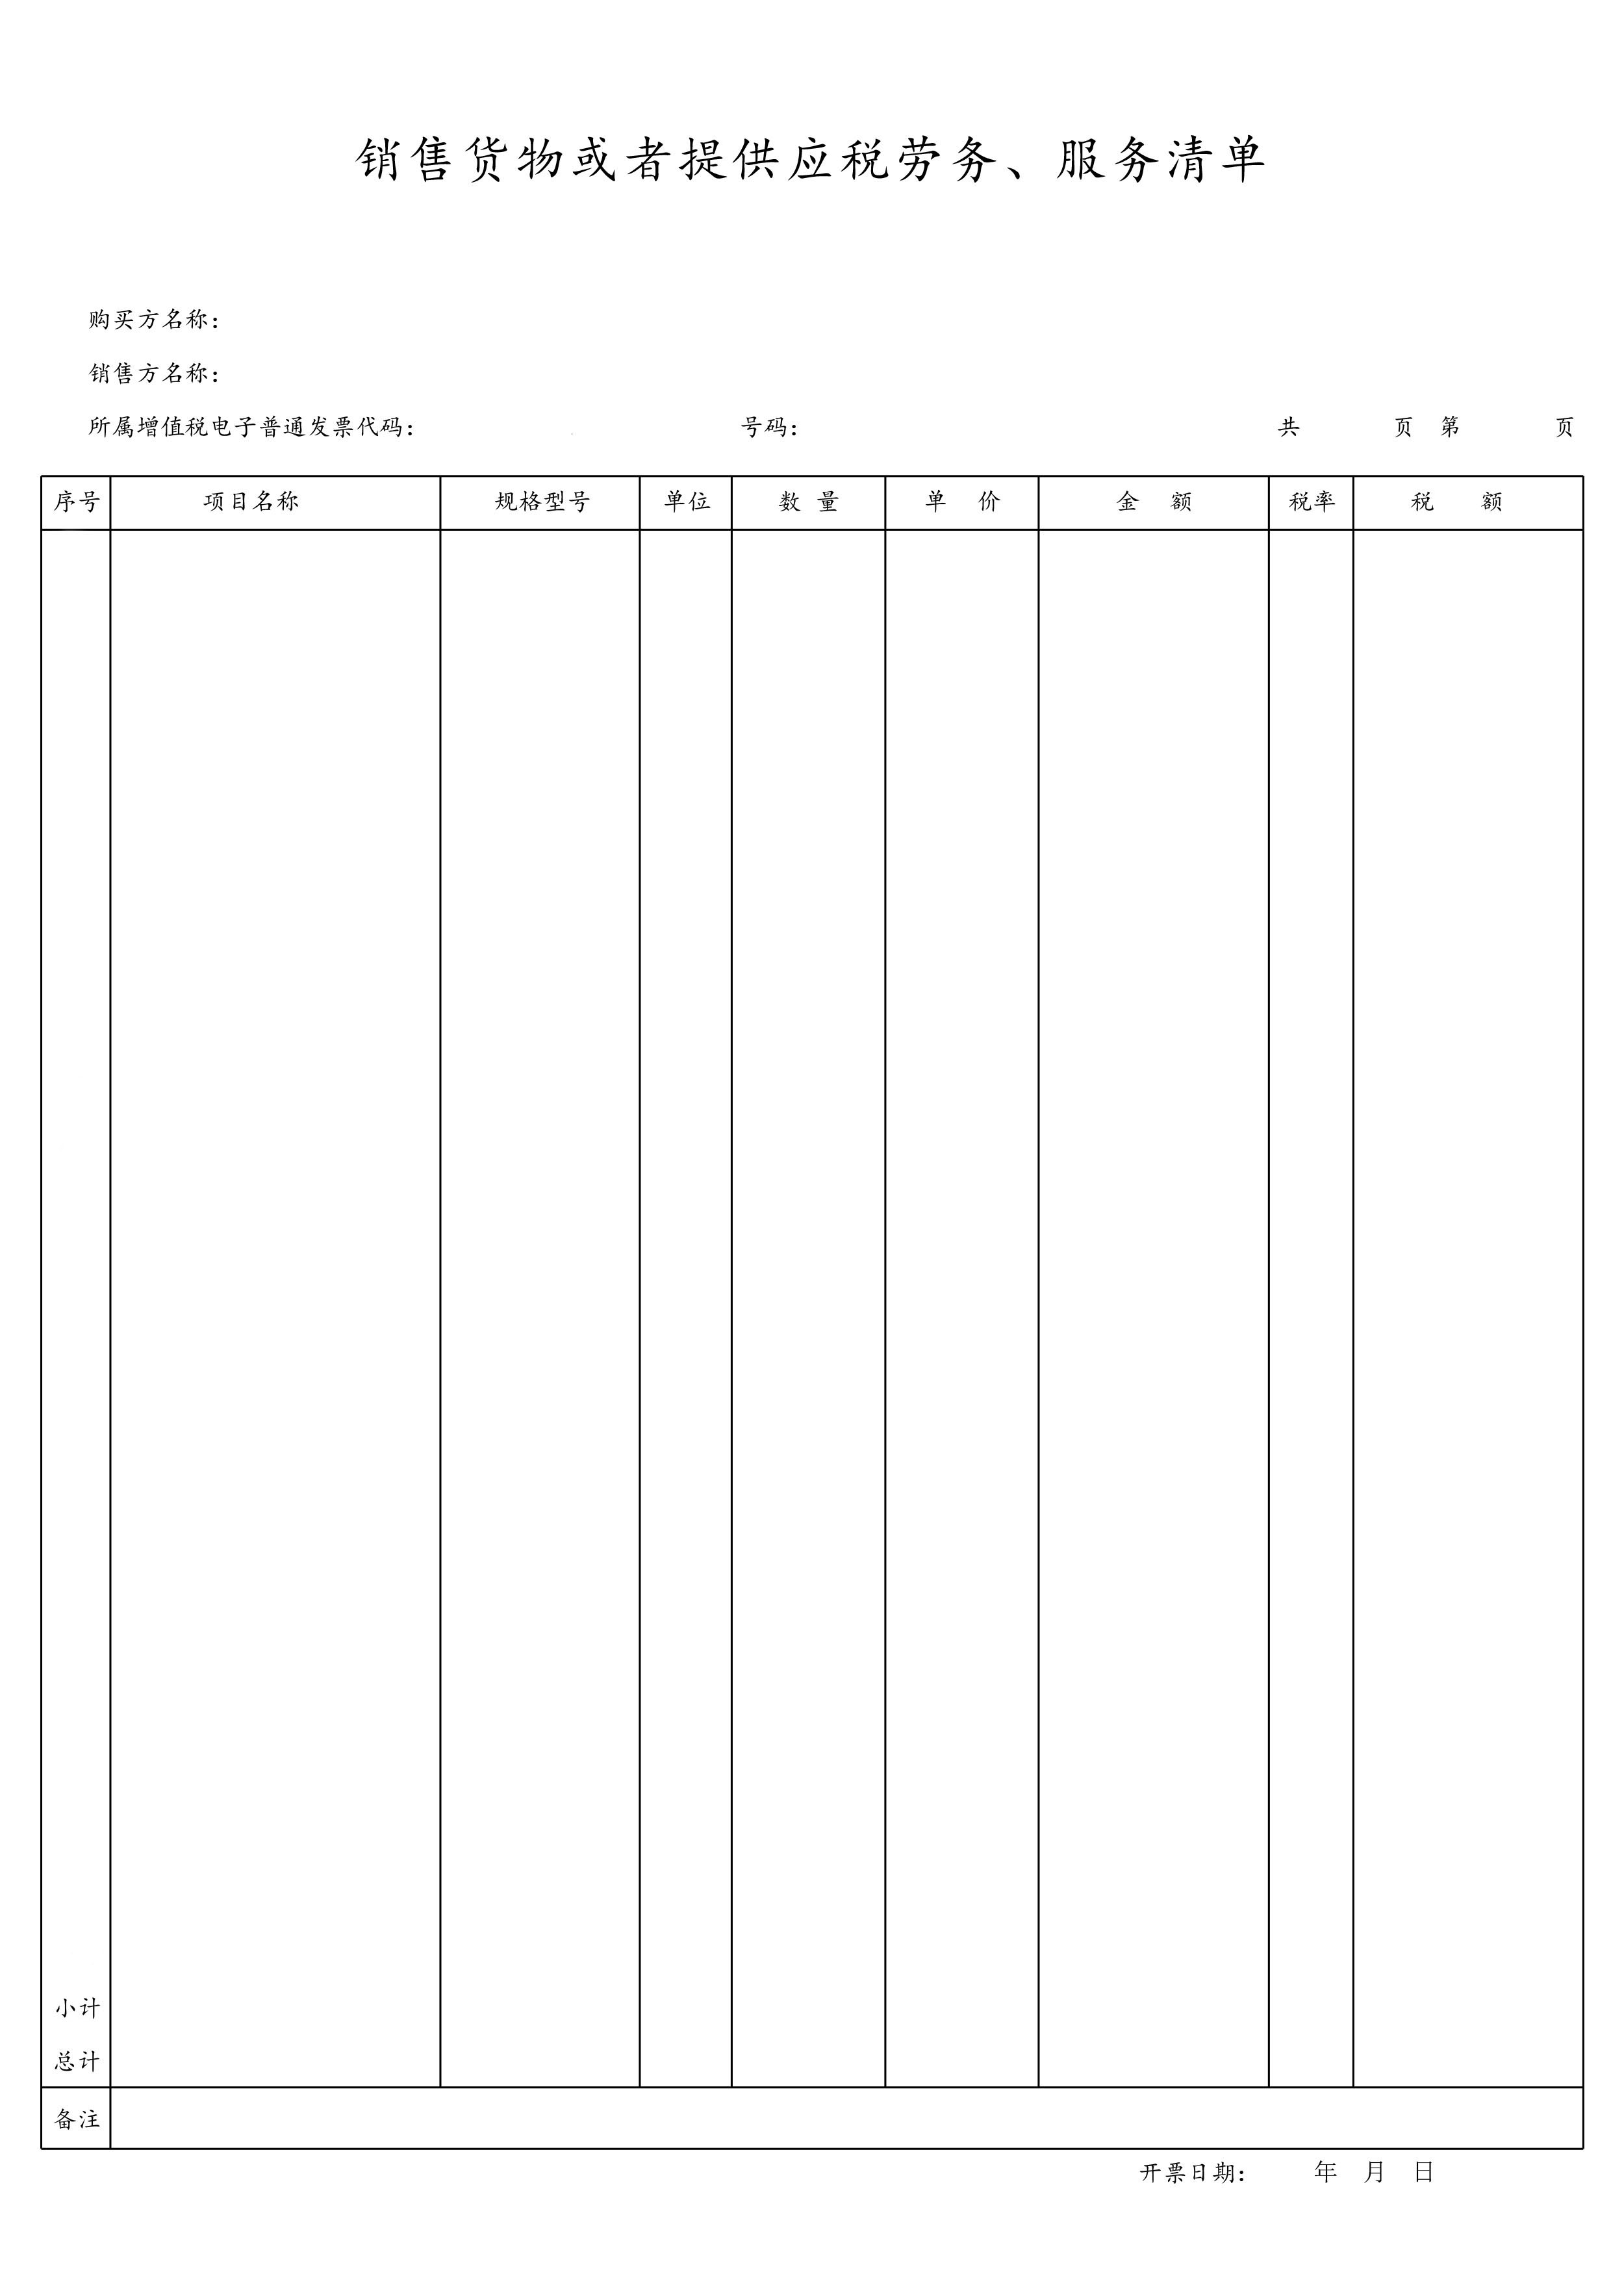 销售货物或者提供应税劳务、服务清单
购买方名称：
销售方名称：
所属增值税电子普通发票代码： 号码： 共 页 第 页
序号 项目名称 规格型号 单位 数 量 单 价 金 额 税率 税 额
小计
总计
备注
开票日期： 年 月 日